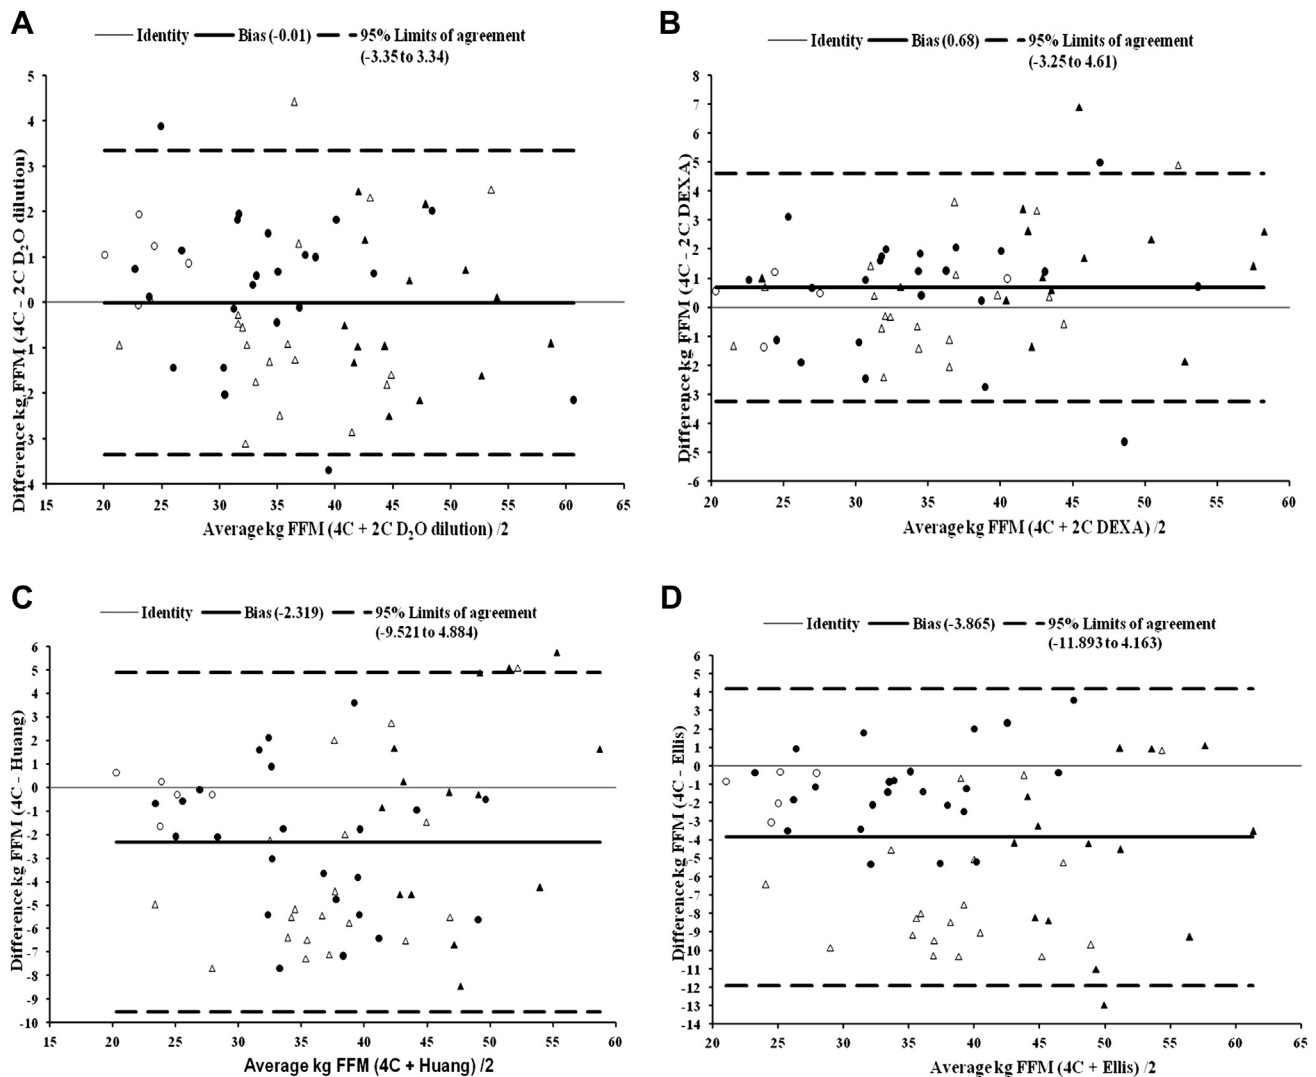 A
Identity Bias (-0.01) 95% Limits of agreement
(-3.35 to 3.34)
Difference kg FFM (4C - 2C D₂O dilution)
5
4
3
2
1
0
-1
-2
-3
-4
15 20 25 30 35 40 45 50 55 60 65
Average kg FFM (4C + 2C D₂O dilution) /2
B
Identity Bias (0.68) 95% Limits of agreement
(-3.25 to 4.61)
Difference kg FFM (4C - 2C DEXA)
8
7
6
5
4
3
2
1
0
-1
-2
-3
-4
-5
-6
20 25 30 35 40 45 50 55 60
Average kg FFM (4C + 2C DEXA) /2
C
Identity Bias (-2.319) 95% Limits of agreement
(-9.521 to 4.884)
Difference kg FFM (4C - Huang)
6
5
4
3
2
1
0
-1
-2
-3
-4
-5
-6
-7
-8
-9
-10
15 20 25 30 35 40 45 50 55 60
Average kg FFM (4C + Huang) /2
D
Identity Bias (-3.865) 95% Limits of agreement
(-11.893 to 4.163)
Difference kg FFM (4C - Ellis)
6
5
4
3
2
1
0
-1
-2
-3
-4
-5
-6
-7
-8
-9
-10
-11
-12
-13
-14
20 25 30 35 40 45 50 55 60 65
Average kg FFM (4C + Ellis) /2